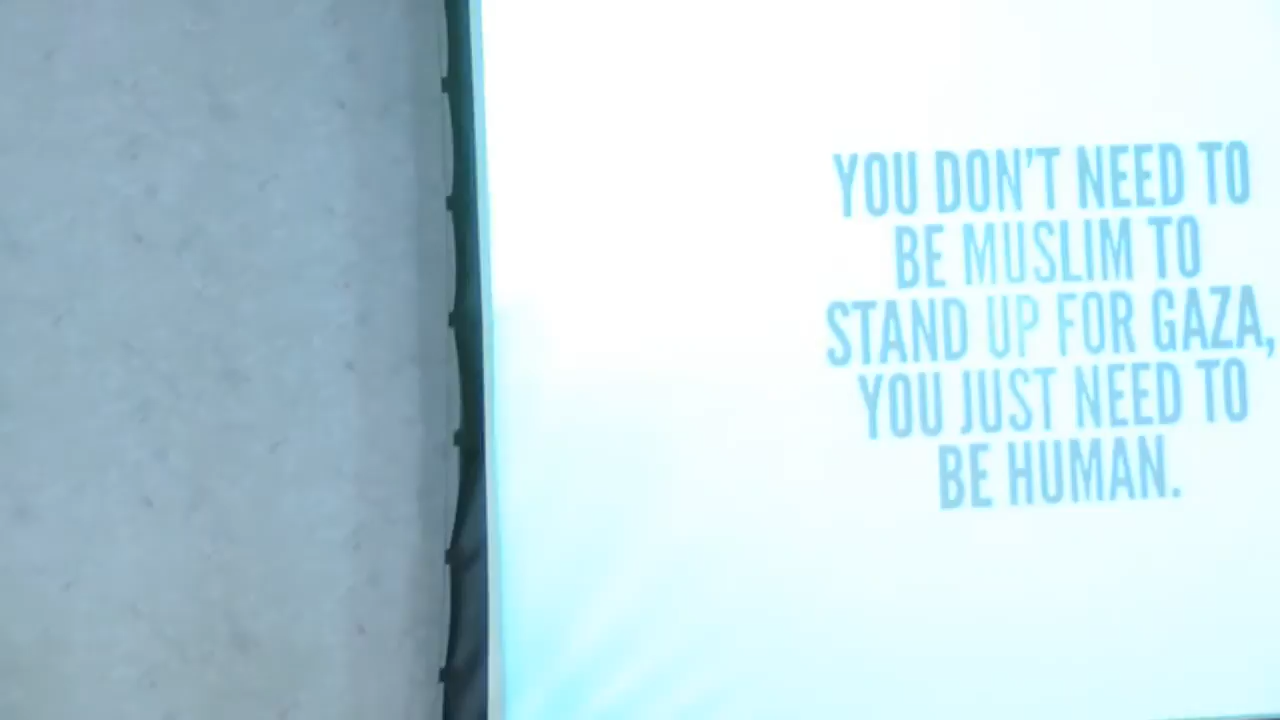 YOU DON'T NEED TO
BE MUSLIM TO
STAND UP FOR GAZA,
YOU JUST NEED TO
BE HUMAN.